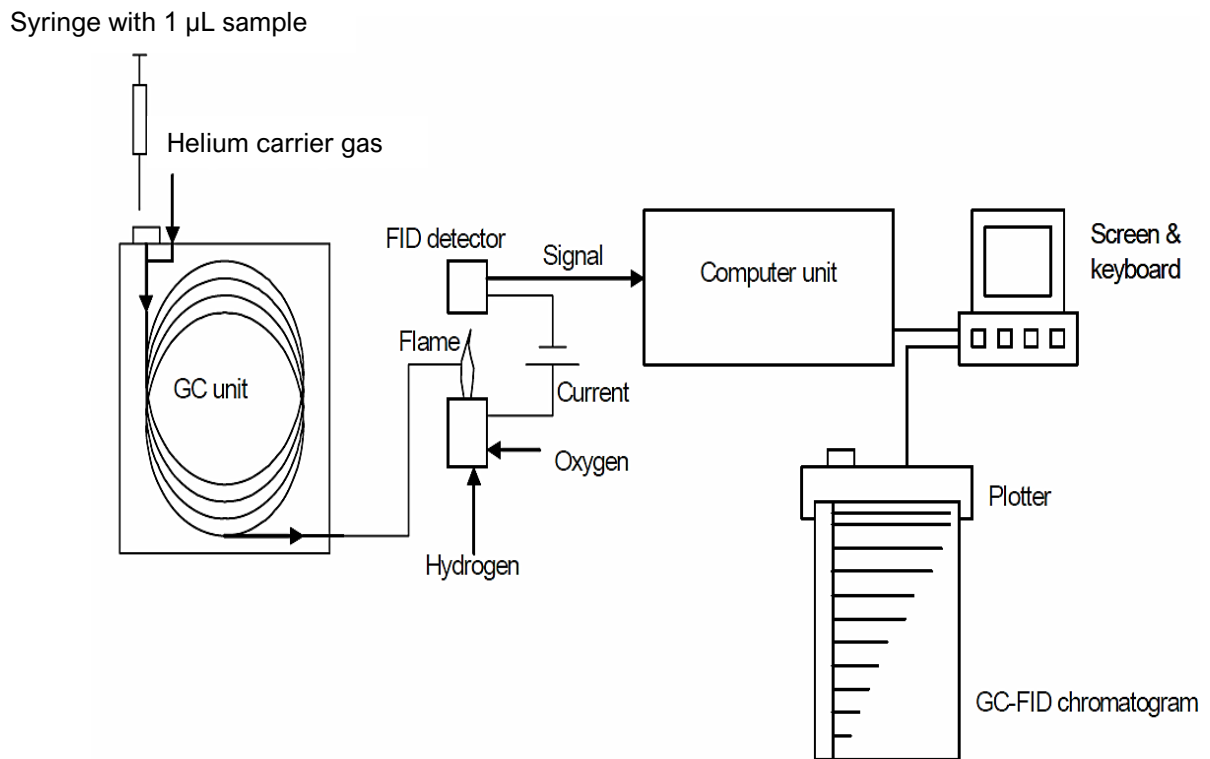 Syringe with 1 µL sample
Helium carrier gas
FID detector
Signal
Computer unit
Screen &
keyboard
Flame
GC unit
Current
Oxygen
Plotter
Hydrogen
GC-FID chromatogram